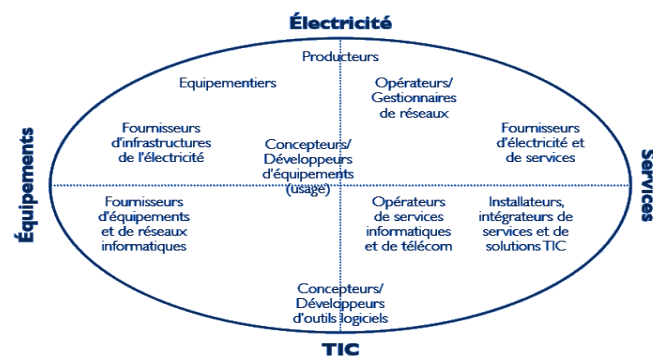 Électricité
Producteurs
Equipementiers
Opérateurs/
Gestionnaires
de réseaux
Fournisseurs
d'infrastructures
de l'électricité
Concepteurs/
Développeurs
d'équipements
(usage)
Fournisseurs
d'électricité et
de services
Équipements
Services
Fournisseurs
d'équipements
et de réseaux
informatiques
Opérateurs
de services
informatiques
et de télécom
Installateurs,
intégrateurs de
services et de
solutions TIC
Concepteurs/
Développeurs
d'outils logiciels
TIC